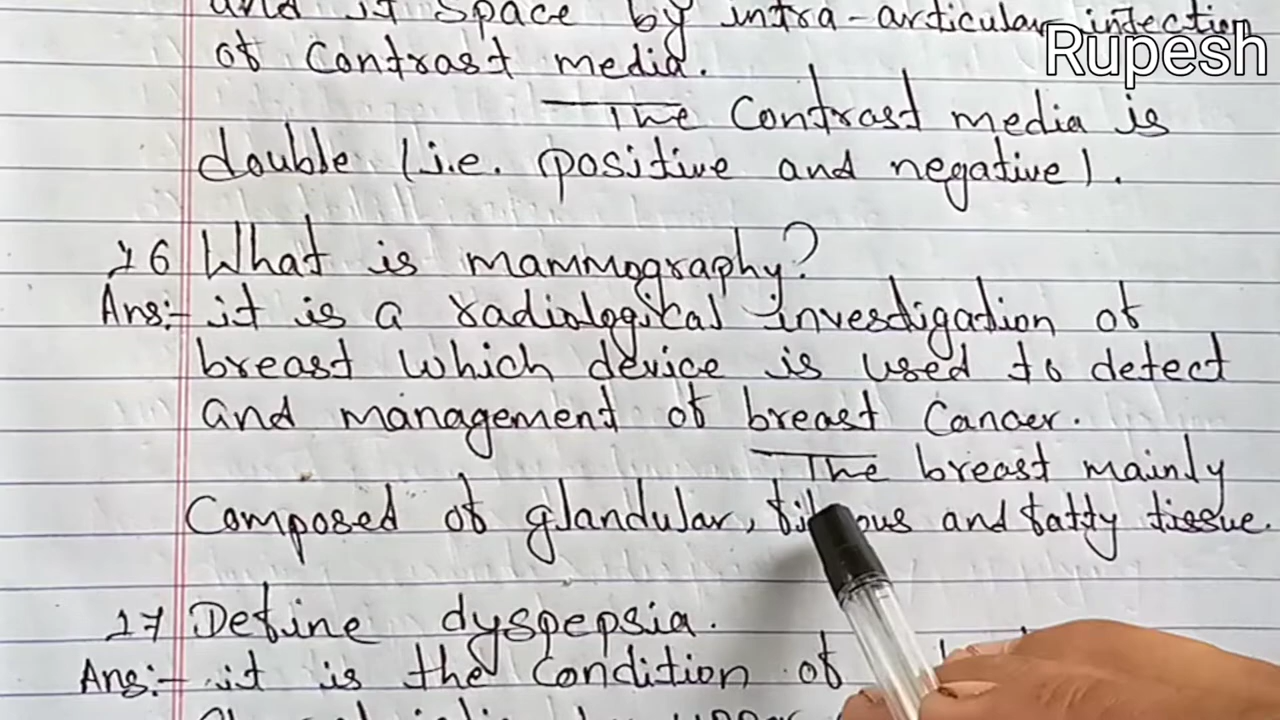 and it space by intra-articular injection
Rupesh
of Contrast media.
The Contrast media is
double (i.e. positive and negative).
16 What is mammography?
Ans:- it is a radiological investigation of
breast which device is used to detect
and management of breast Cancer.
The breast mainly
Composed of glandular, fibrous and fatty tissue.
17 Define dyspepsia.
Ans:- it is the Condition of